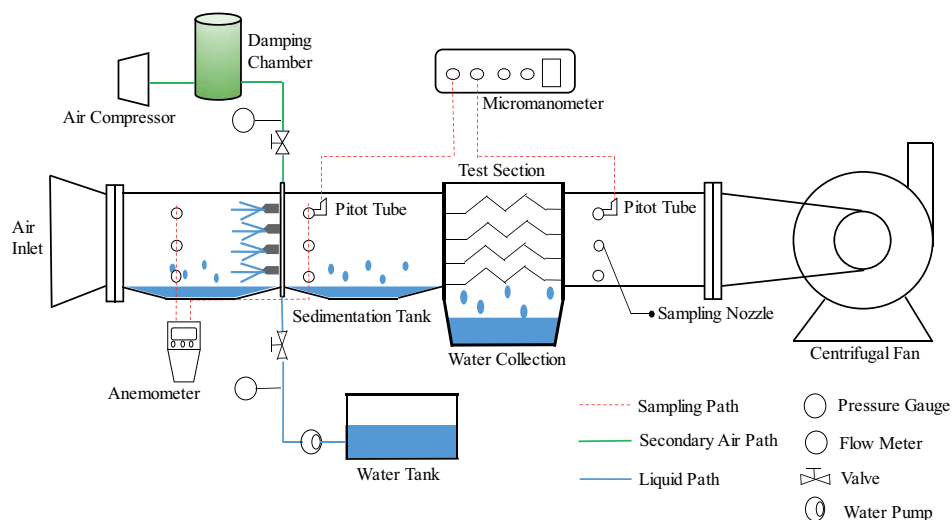 Damping
Chamber
Air Compressor
Micromanometer
Test Section
Pitot Tube
Pitot Tube
Air
Inlet
Sampling Nozzle
Sedimentation Tank
Water Collection
Centrifugal Fan
Anemometer
Water Tank
Sampling Path
Secondary Air Path
Liquid Path
Pressure Gauge
Flow Meter
Valve
Water Pump